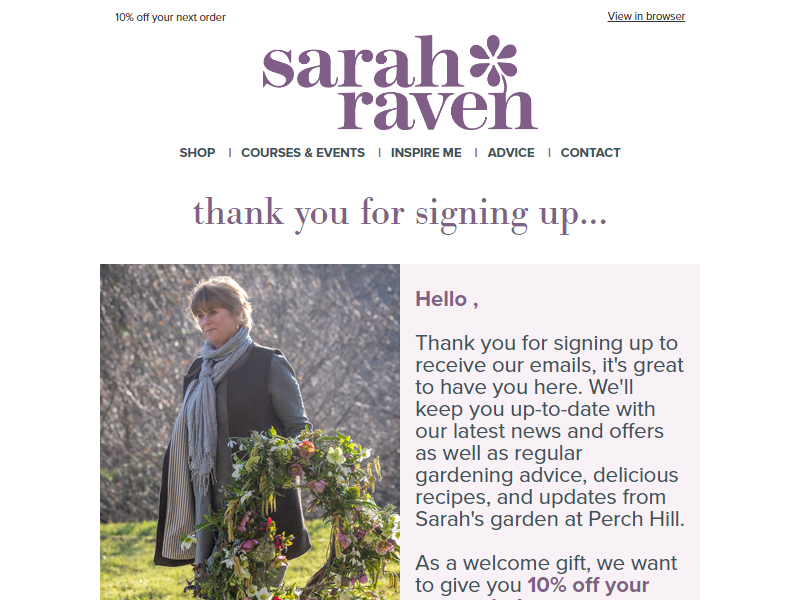 10% off your next order
View in browser
sarah
raven
SHOP | COURSES & EVENTS | INSPIRE ME | ADVICE | CONTACT
thank you for signing up...
Hello ,
Thank you for signing up to
receive our emails, it's great
to have you here. We'll
keep you up-to-date with
our latest news and offers
as well as regular
gardening advice, delicious
recipes, and updates from
Sarah's garden at Perch Hill.
As a welcome gift, we want
to give you 10% off your